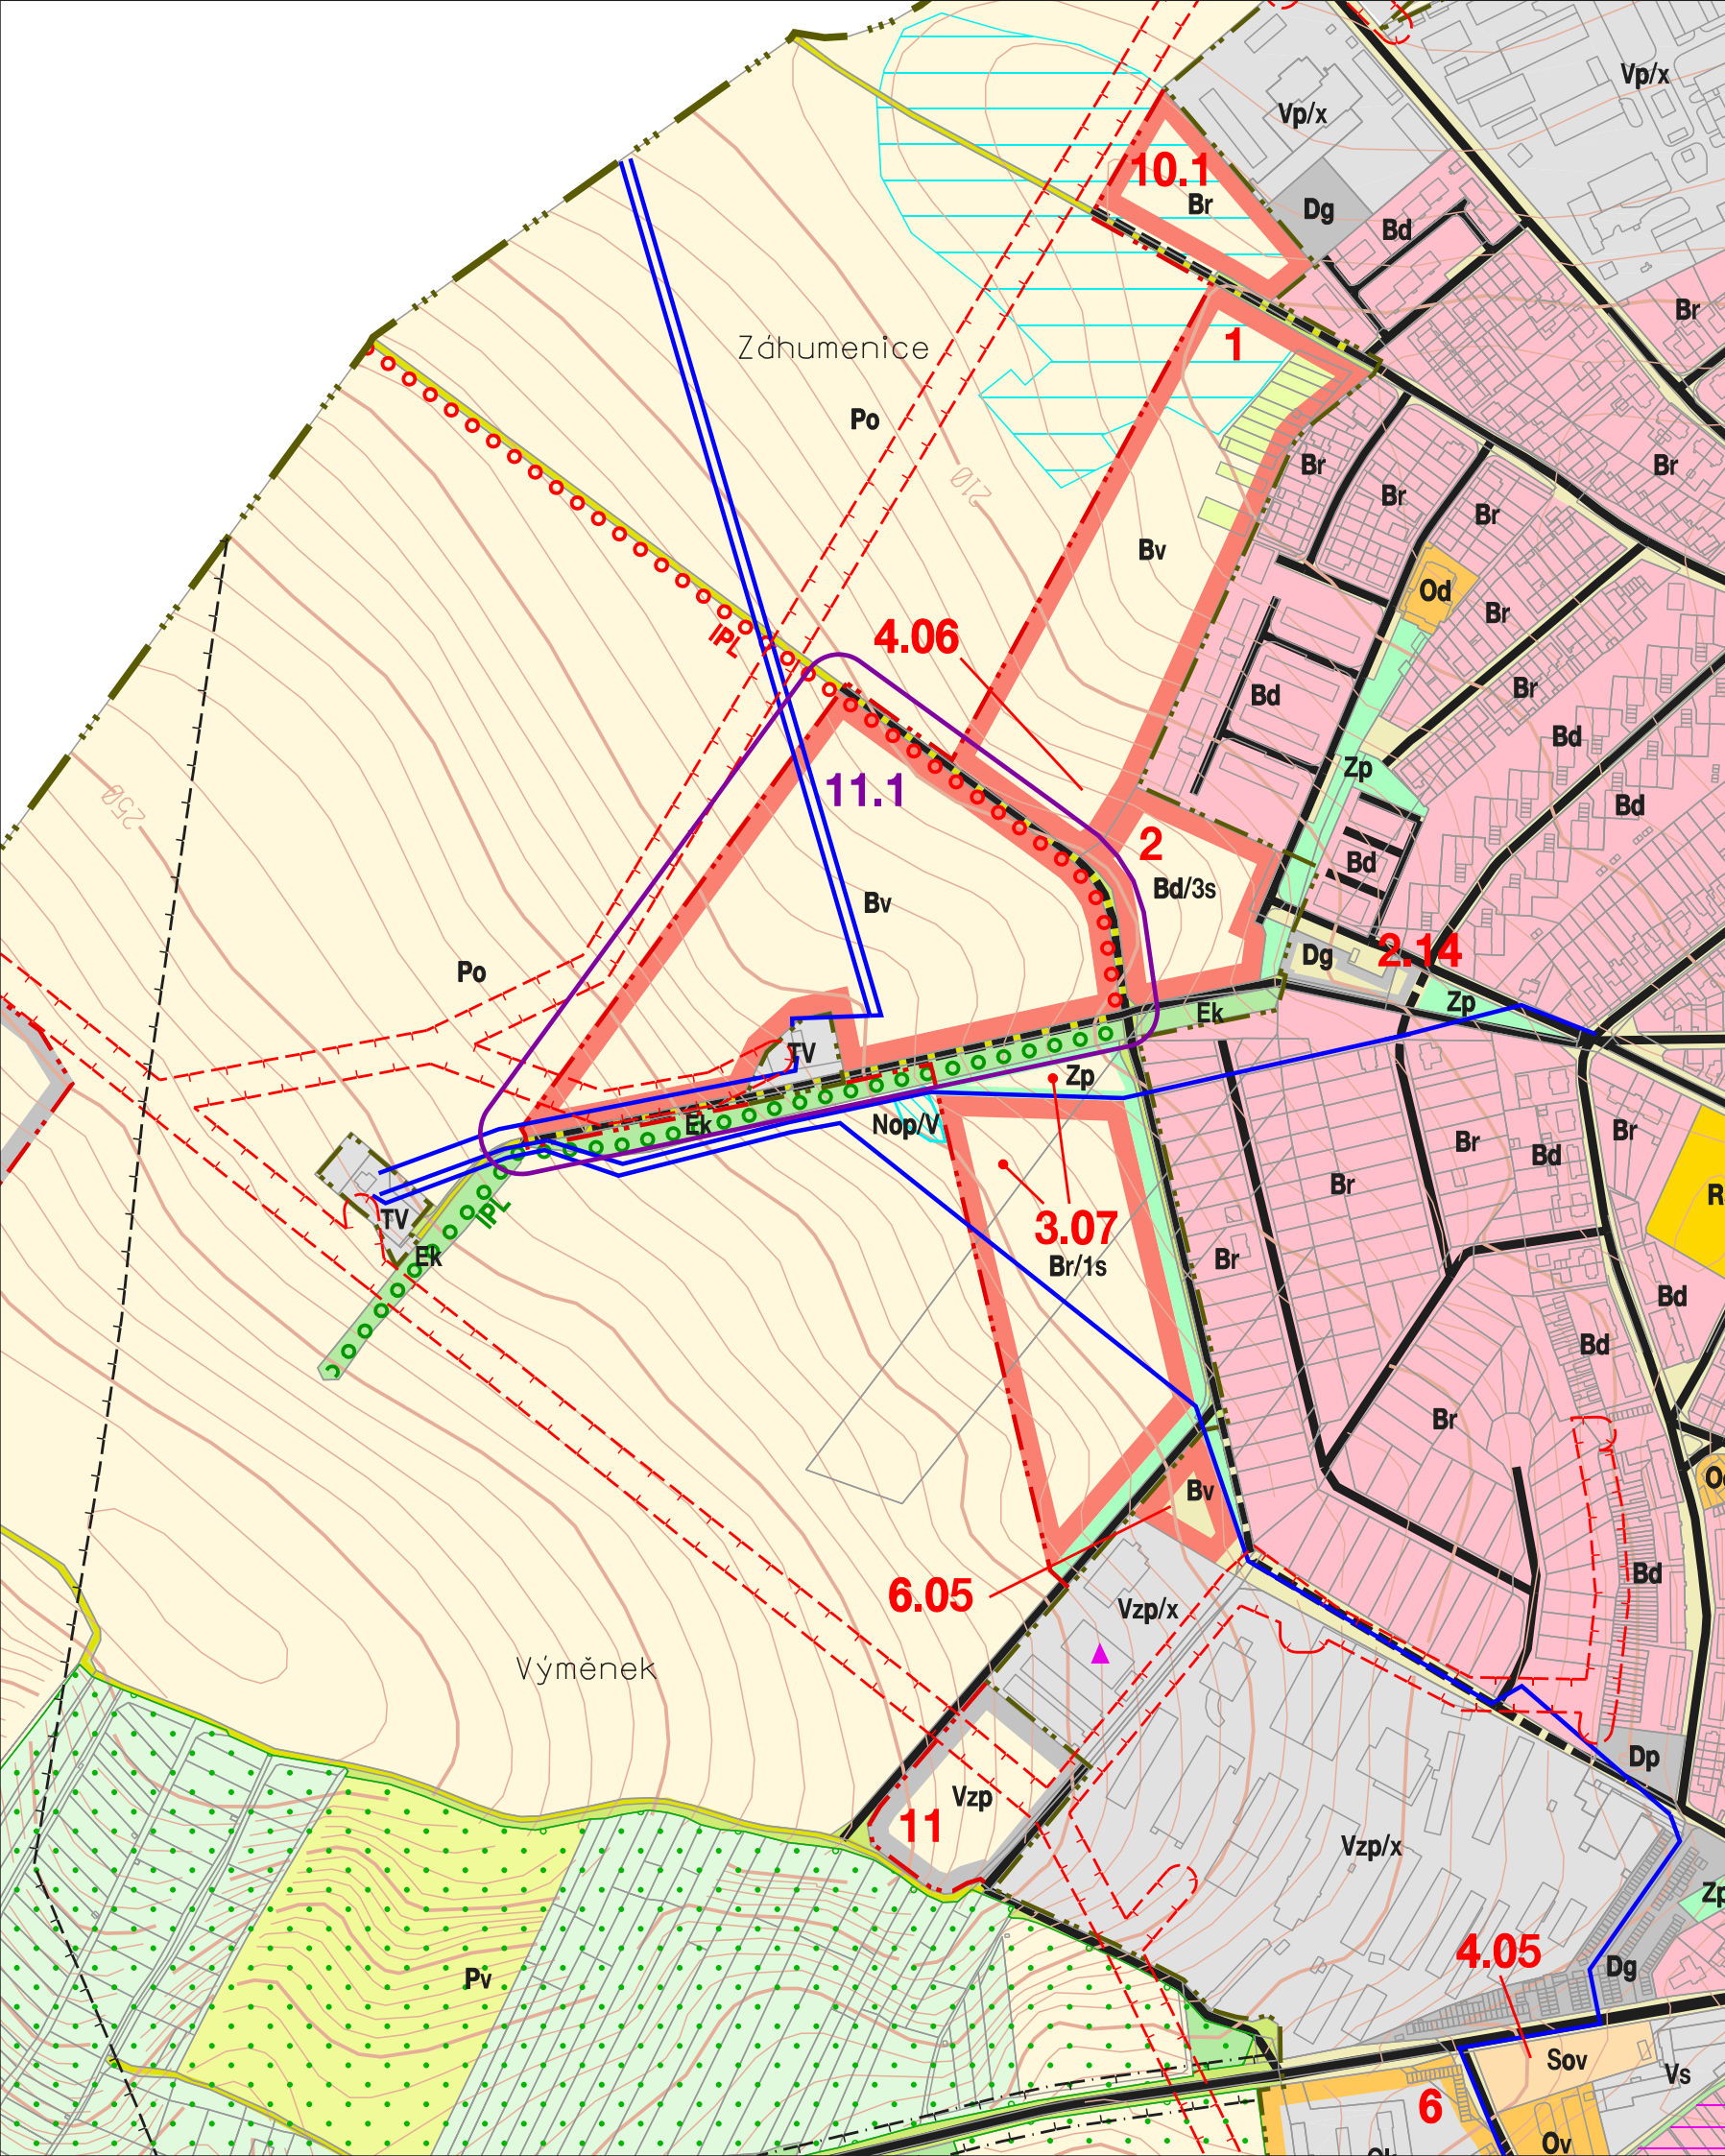 Vp/x
Vp/x
10.1
Br
Dg
Bd
Br
Záhumenice
1
Po
Br
Br
210
Br
Br
Bv
Od
Br
4.06
IPL
Br
Bd
Bd
Zp
11.1
250
Bd
2
Bd
Bd/3s
Bv
2.14
Dg
Po
Zp
Ek
TV
Zp
Ek
Nop/V
Br
Br
Bd
Br
R
IPL
TV
3.07
Ek
Br/1s
Br
Bd
Bd
Br
Bv
6.05
Bd
Vzp/x
Výměnek
Dp
Vzp
11
Vzp/x
Zp
4.05
Dg
Pv
Sov
Vs
6
Ov